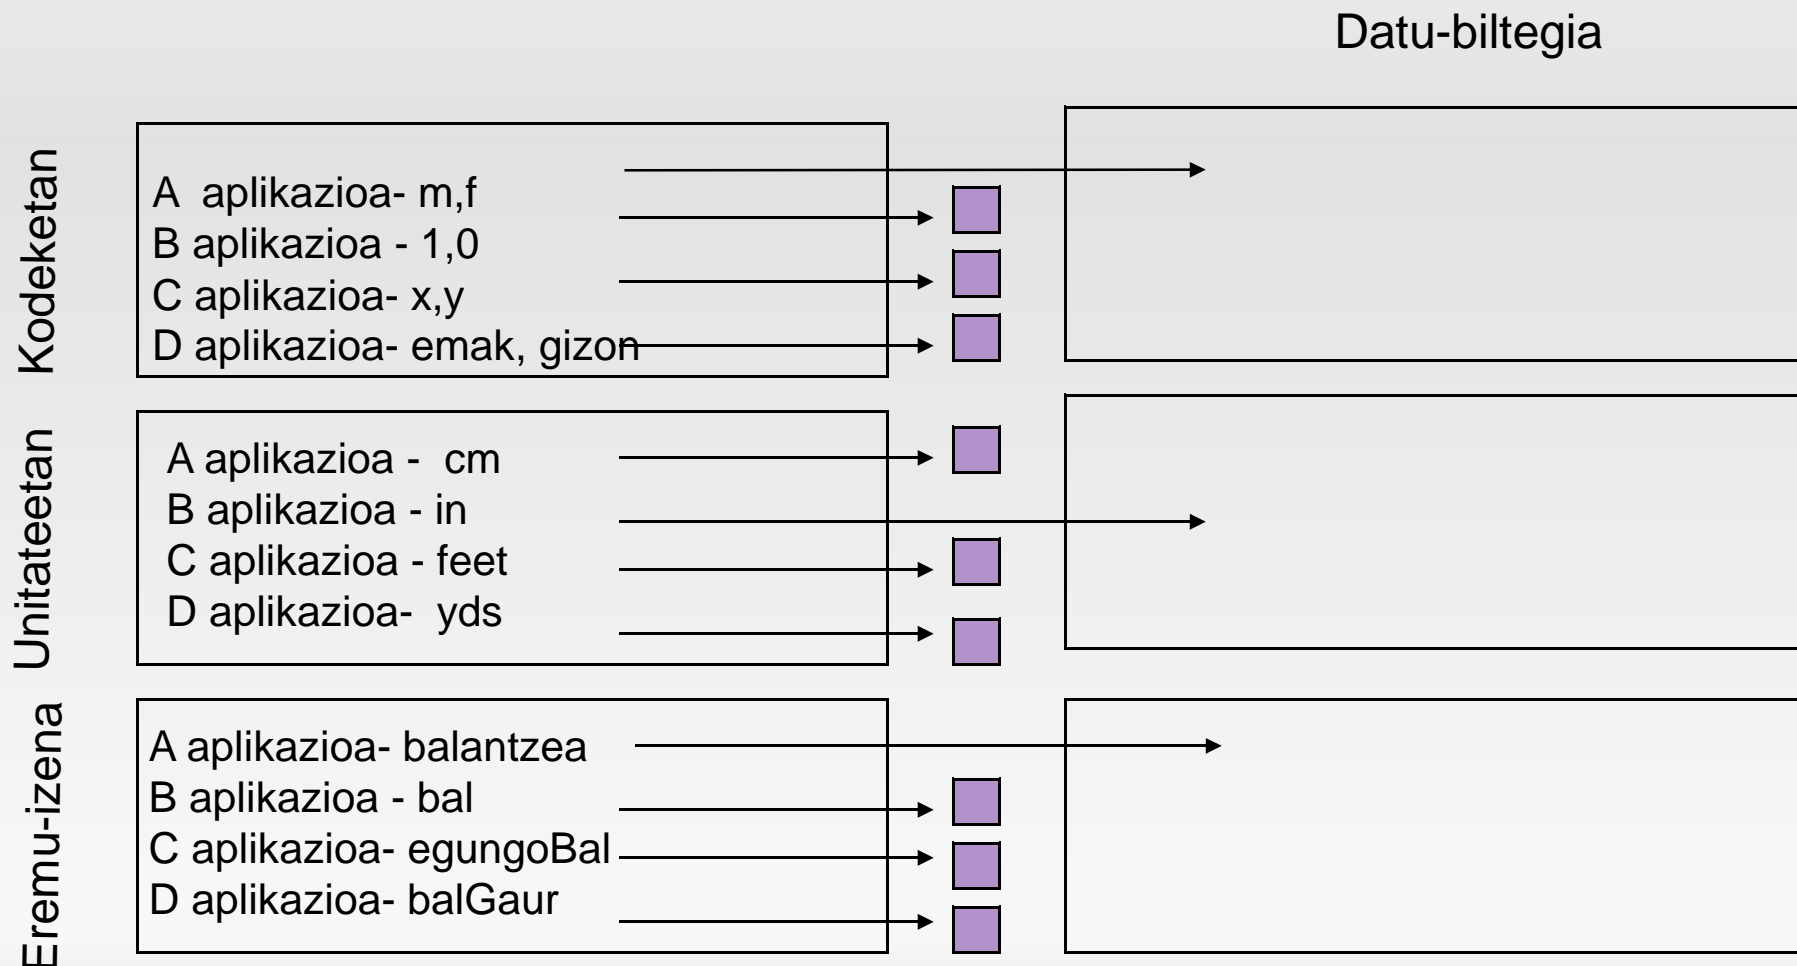 Datu-biltegia
Kodeketan
A aplikazioa- m,f
B aplikazioa - 1,0
C aplikazioa- x,y
D aplikazioa- emak, gizon
Unitateetan
A aplikazioa - cm
B aplikazioa - in
C aplikazioa - feet
D aplikazioa- yds
Eremu-izena
A aplikazioa- balantzea
B aplikazioa - bal
C aplikazioa- egungoBal
D aplikazioa- balGaur